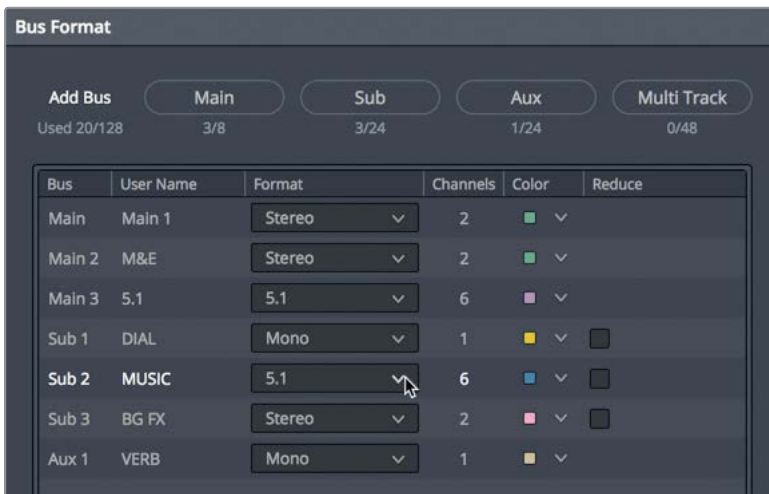 Bus Format
Add Bus Main Sub Aux Multi Track
Used 20/128 3/8 3/24 1/24 0/48
Bus User Name Format Channels Color Reduce
Main Main 1 Stereo 2
Main 2 M&E Stereo 2
Main 3 5.1 5.1 6
Sub 1 DIAL Mono 1
Sub 2 MUSIC 5.1 6
Sub 3 BG FX Stereo 2
Aux 1 VERB Mono 1